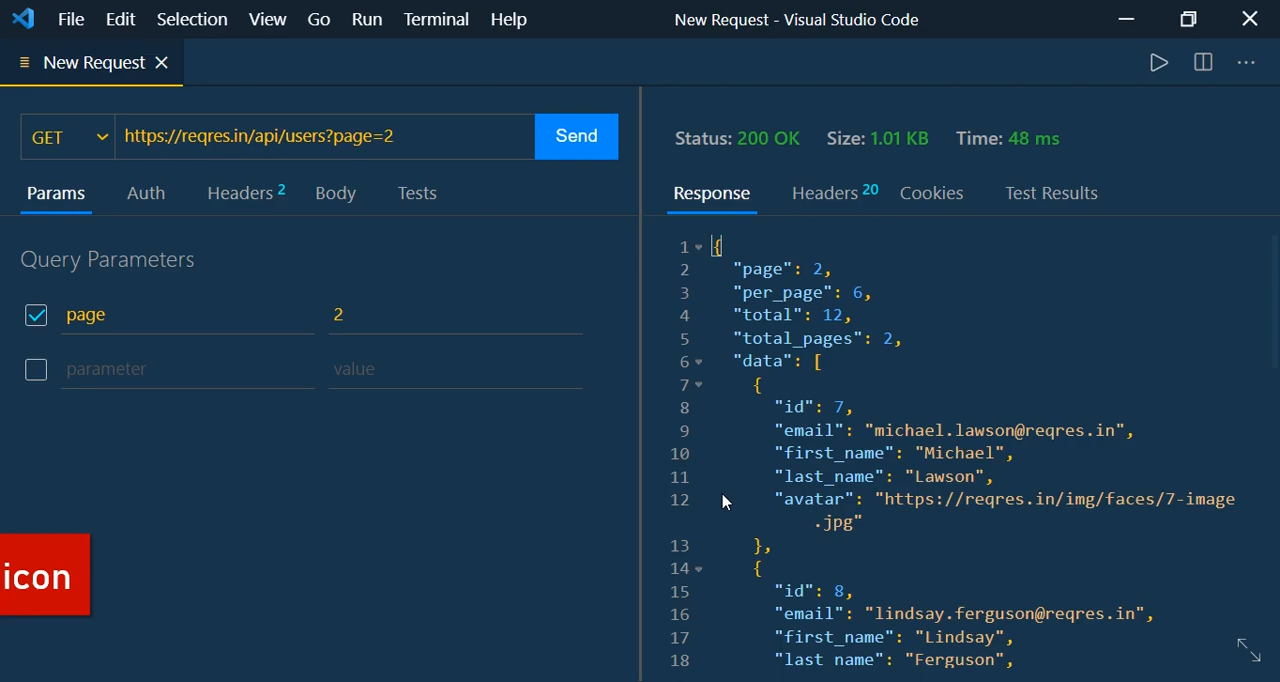 File Edit Selection View Go Run Terminal Help New Request - Visual Studio Code
New Request
GET https://reqres.in/api/users?page=2 Send
Params Auth Headers 2 Body Tests
Query Parameters
page 2
parameter value
icon
Status: 200 OK Size: 1.01 KB Time: 48 ms
Response Headers 20 Cookies Test Results
1 {
2 "page": 2,
3 "per_page": 6,
4 "total": 12,
5 "total_pages": 2,
6 "data": [
7 {
8 "id": 7,
9 "email": "michael.lawson@reqres.in",
10 "first_name": "Michael",
11 "last_name": "Lawson",
12 "avatar": "https://reqres.in/img/faces/7-image
.jpg"
13 },
14 {
15 "id": 8,
16 "email": "lindsay.ferguson@reqres.in",
17 "first_name": "Lindsay",
18 "last_name": "Ferguson",